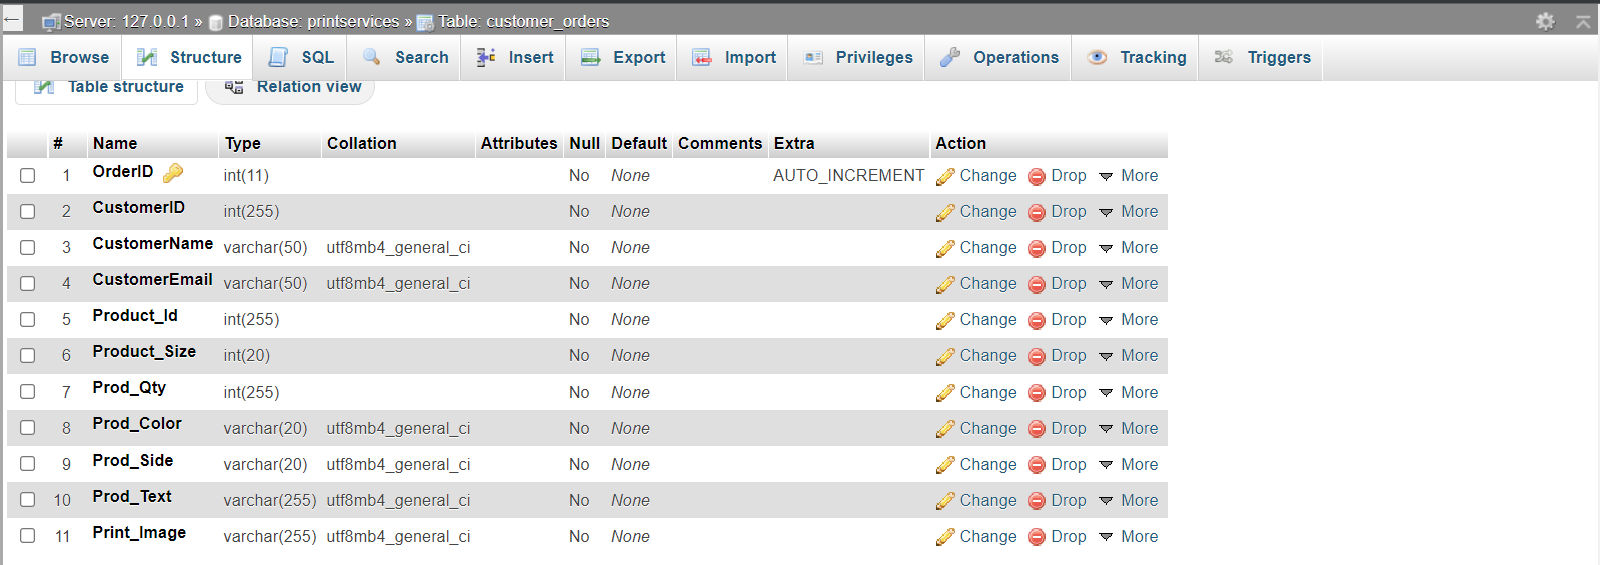 Server: 127.0.0.1 » Database: printservices » Table: customer_orders
Browse Structure SQL Search Insert Export Import Privileges Operations Tracking Triggers
Table structure Relation view
# Name Type Collation Attributes Null Default Comments Extra Action
1 OrderID int(11) No None AUTO_INCREMENT Change Drop More
2 CustomerID int(255) No None Change Drop More
3 CustomerName varchar(50) utf8mb4_general_ci No None Change Drop More
4 CustomerEmail varchar(50) utf8mb4_general_ci No None Change Drop More
5 Product_Id int(255) No None Change Drop More
6 Product_Size int(20) No None Change Drop More
7 Prod_Qty int(255) No None Change Drop More
8 Prod_Color varchar(20) utf8mb4_general_ci No None Change Drop More
9 Prod_Side varchar(20) utf8mb4_general_ci No None Change Drop More
10 Prod_Text varchar(255) utf8mb4_general_ci No None Change Drop More
11 Print_Image varchar(255) utf8mb4_general_ci No None Change Drop More